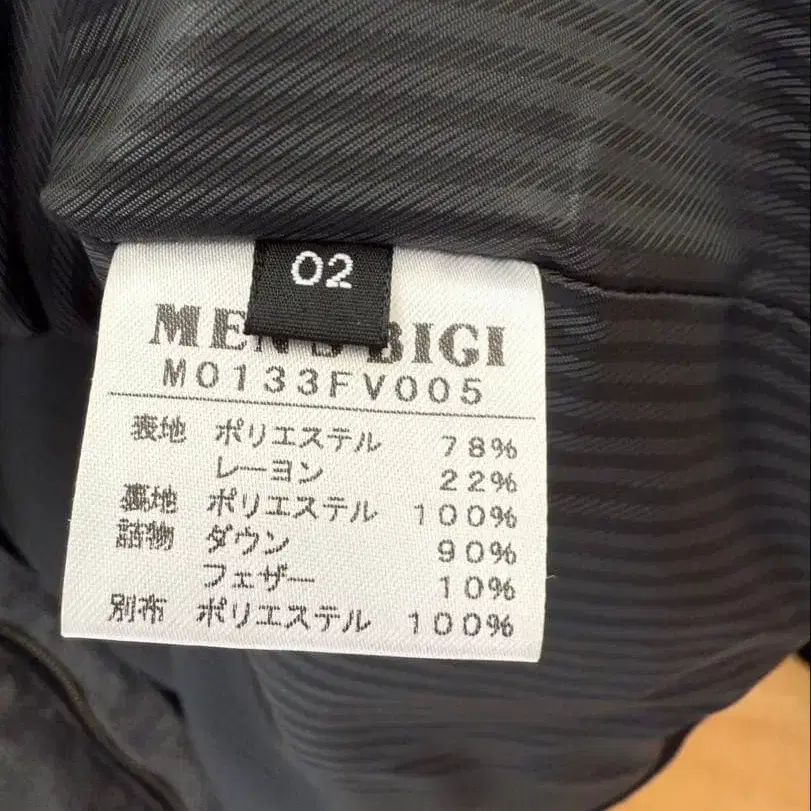 02
MEN'S BIGI
M0133FV005
表地 ポリエステル 78%
レーヨン 22%
裏地 ポリエステル 100%
詰物 ダウン 90%
フェザー 10%
別布 ポリエステル 100%